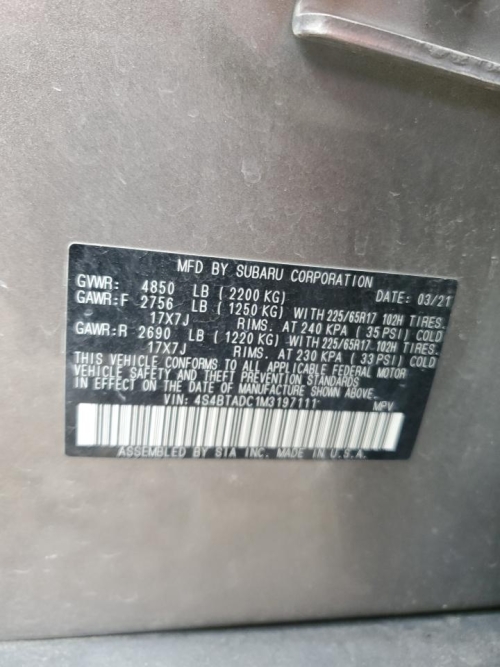 MFD BY SUBARU CORPORATION
GVWR: 4850 LB (2200 KG) DATE: 03/21
GAWR:F 2756 LB (1250 KG) WITH 225/65R17 102H TIRES.
17X7J RIMS. AT 240 KPA (35 PSI) COLD
GAWR:R 2690 LB (1220 KG) WITH 225/65R17 102H TIRES.
17X7J RIMS. AT 230 KPA (33 PSI) COLD
THIS VEHICLE CONFORMS TO ALL APPLICABLE FEDERAL MOTOR
VEHICLE SAFETY AND BUMPER STANDARDS
IN EFFECT ON THE DATE OF MANUFACTURE SHOWN ABOVE.
VIN: 4S4BTADC1M3197111 MPV
ASSEMBLED BY SIA INC. MADE IN U.S.A.